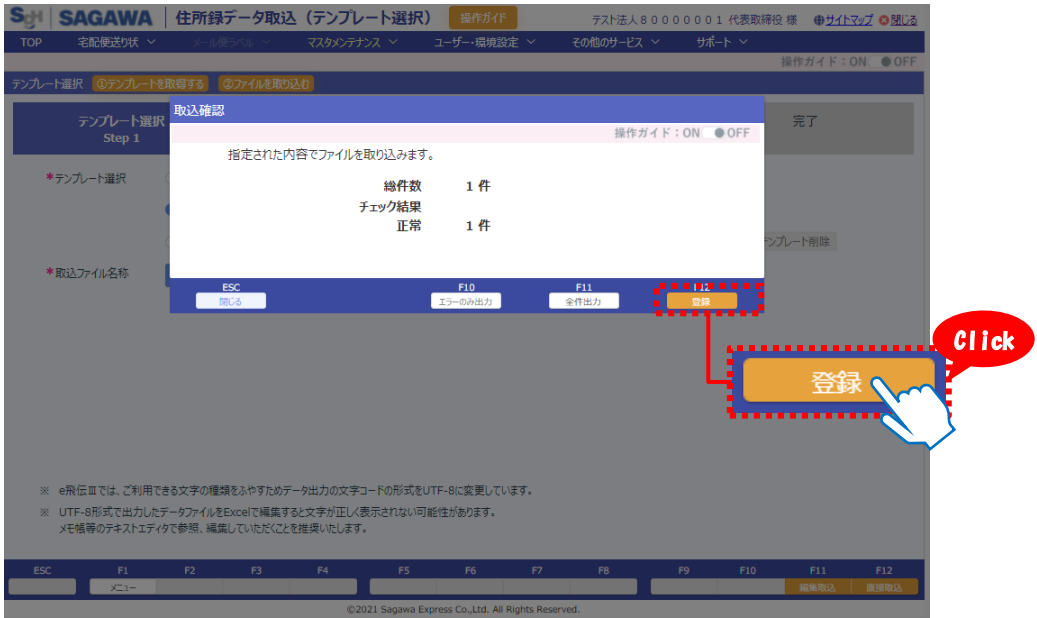 SGH SAGAWA 住所録データ取込（テンプレート選択） 操作ガイド テスト法人８０００００００１ 代表取締役 様 サイトマップ 閉じる
TOP 宅配便送り状 メール便ラベル マスタメンテナンス ユーザー・環境設定 その他のサービス サポート
操作ガイド：ON OFF
テンプレート選択 ①テンプレートを取得する ②ファイルを取り込む
テンプレート選択
Step 1
完了
取込確認
操作ガイド：ON OFF
指定された内容でファイルを取り込みます。
総件数 1 件
チェック結果
正常 1 件
*テンプレート選択
ンプレート削除
*取込ファイル名称
ESC F10 F11 F12
閉じる エラーのみ出力 全件出力 登録
Click
登録
※ e飛伝Ⅲでは、ご利用できる文字の種類をふやすためデータ出力の文字コードの形式をUTF-8に変更しています。
※ UTF-8形式で出力したデータファイルをExcelで編集すると文字が正しく表示されない可能性があります。
メモ帳等のテキストエディタで参照、編集していただくことを推奨いたします。
ESC F1 F2 F3 F4 F5 F6 F7 F8 F9 F10 F11 F12
メニュー 編集取込 直接取込
©2021 Sagawa Express Co.,Ltd. All Rights Reserved.